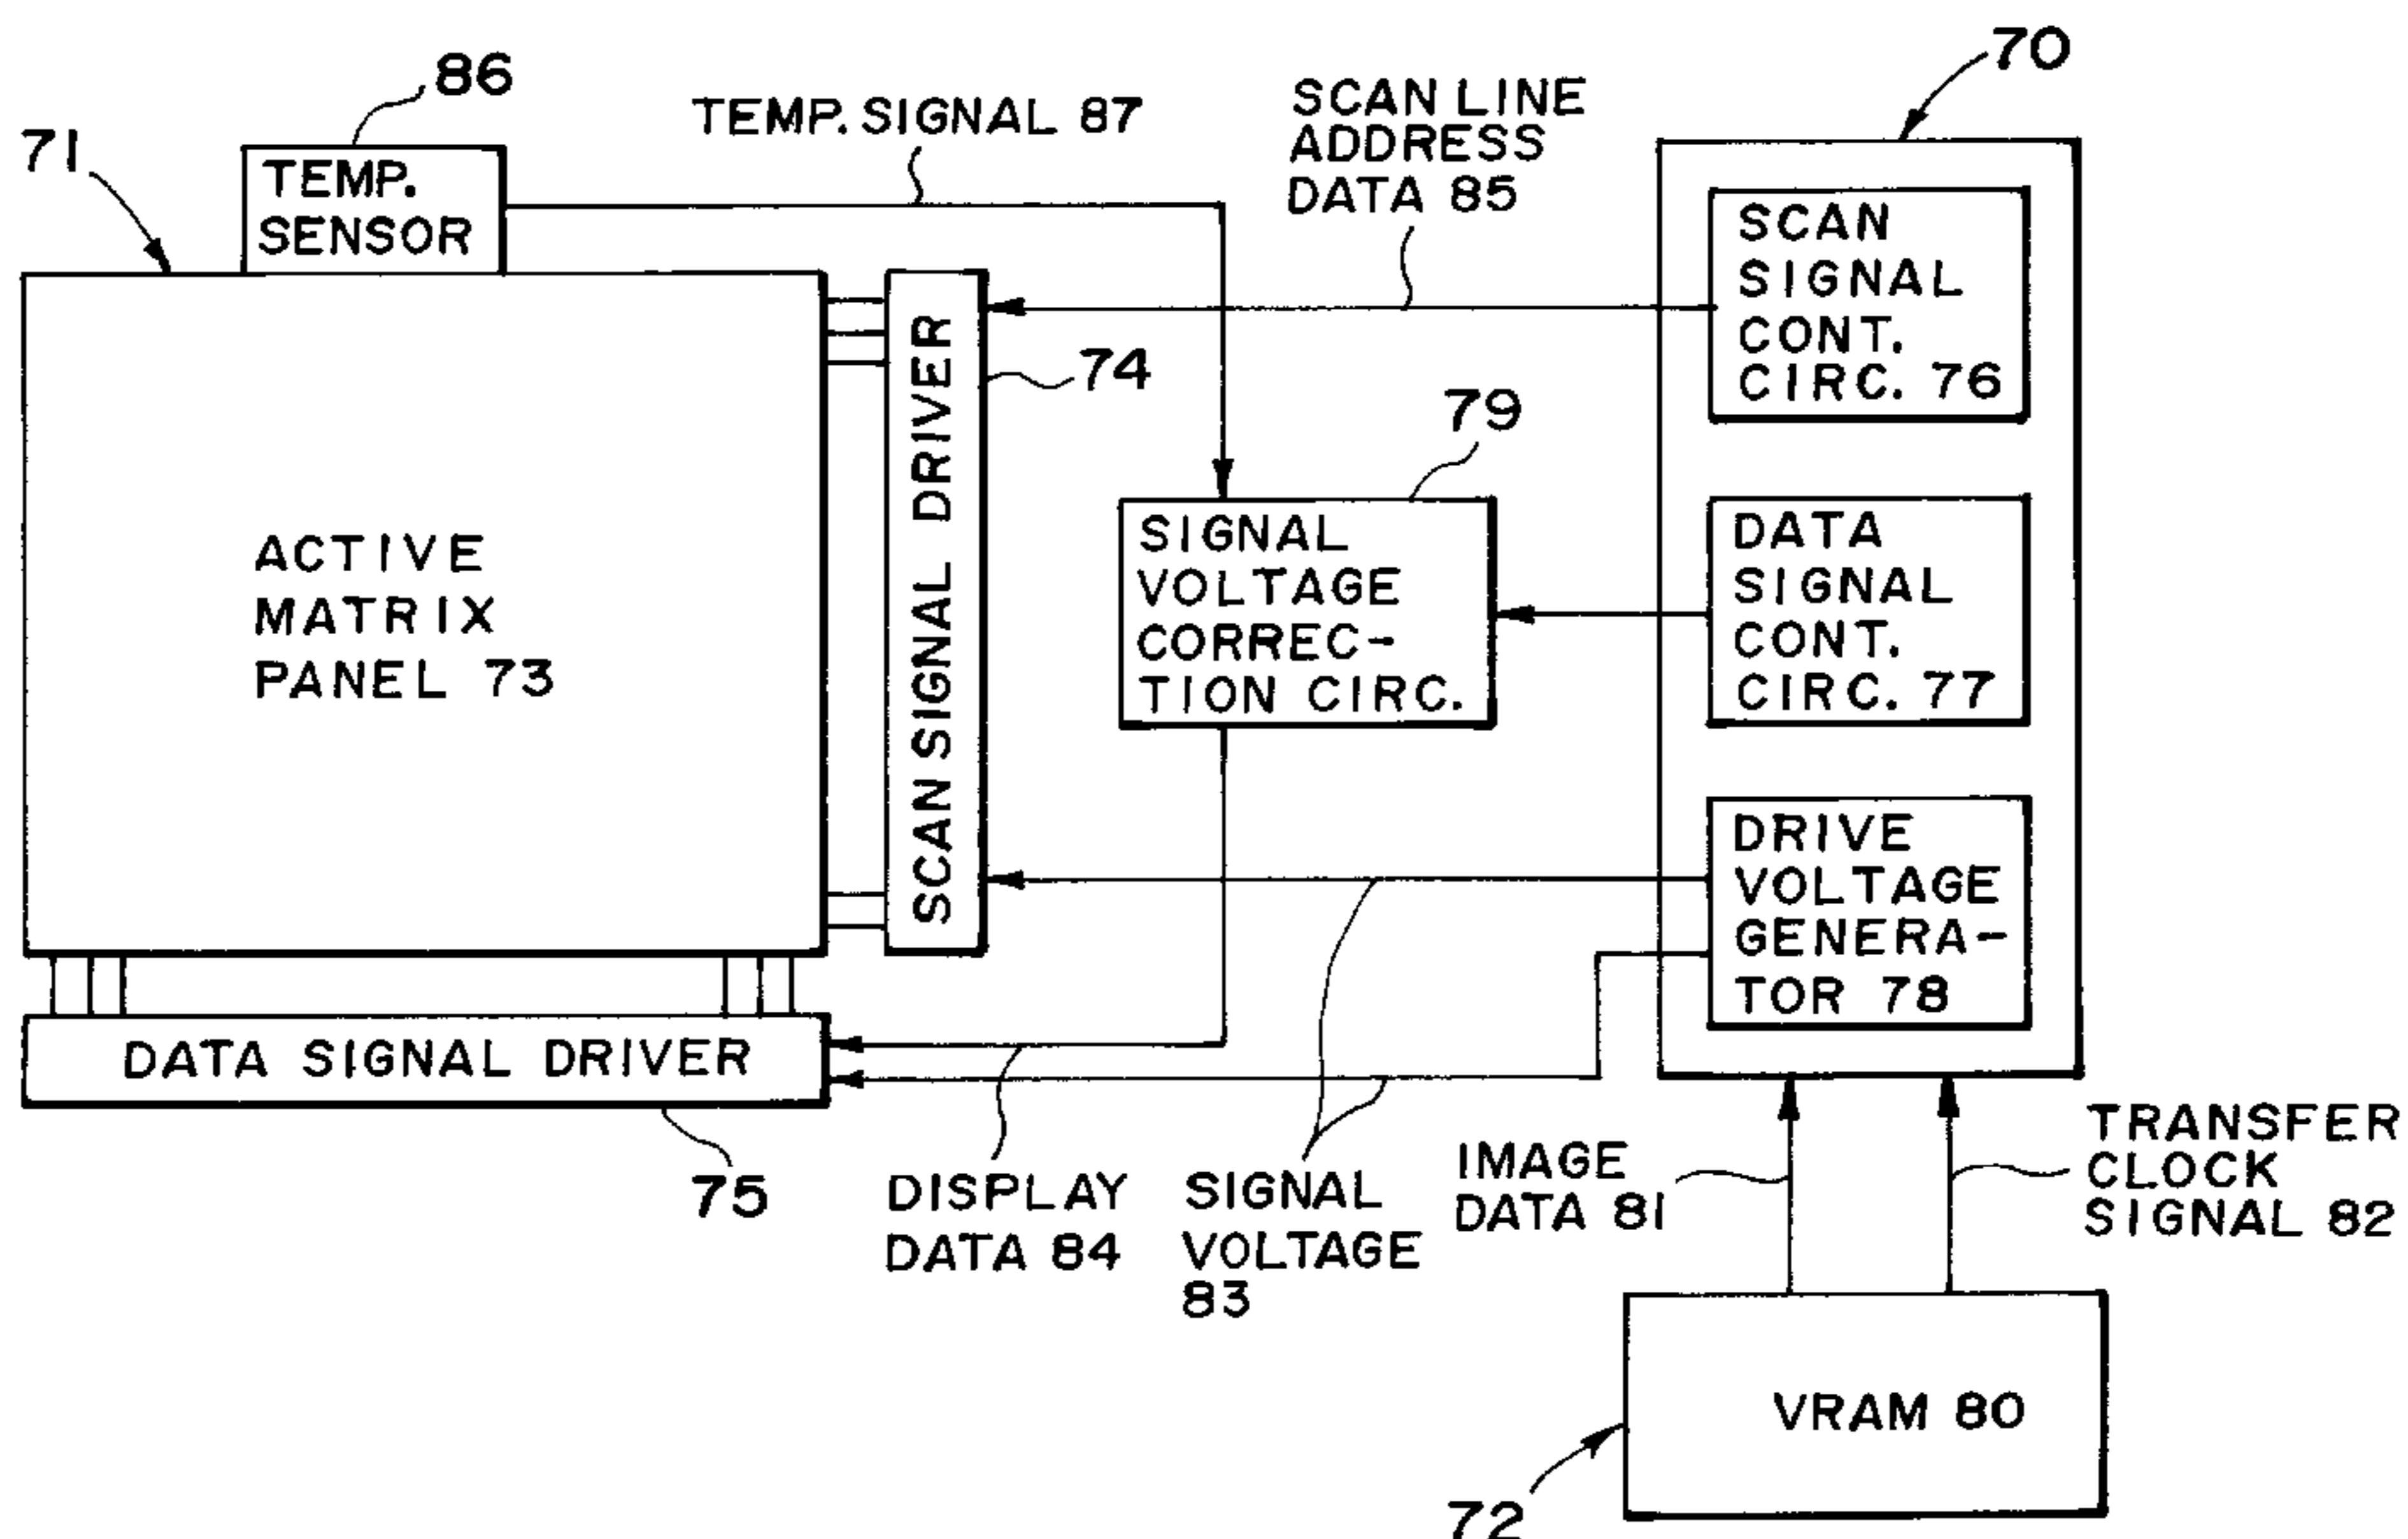 86
71
TEMP.
SENSOR
TEMP. SIGNAL 87
SCAN LINE
ADDRESS
DATA 85
70
SCAN
SIGNAL
CONT.
CIRC. 76
74
79
ACTIVE
MATRIX
PANEL 73
SCAN SIGNAL DRIVER
SIGNAL
VOLTAGE
CORREC-
TION CIRC.
DATA
SIGNAL
CONT.
CIRC. 77
DRIVE
VOLTAGE
GENERA-
TOR 78
DATA SIGNAL DRIVER
75
DISPLAY
DATA 84
SIGNAL
VOLTAGE
83
IMAGE
DATA 81
TRANSFER
CLOCK
SIGNAL 82
VRAM 80
72